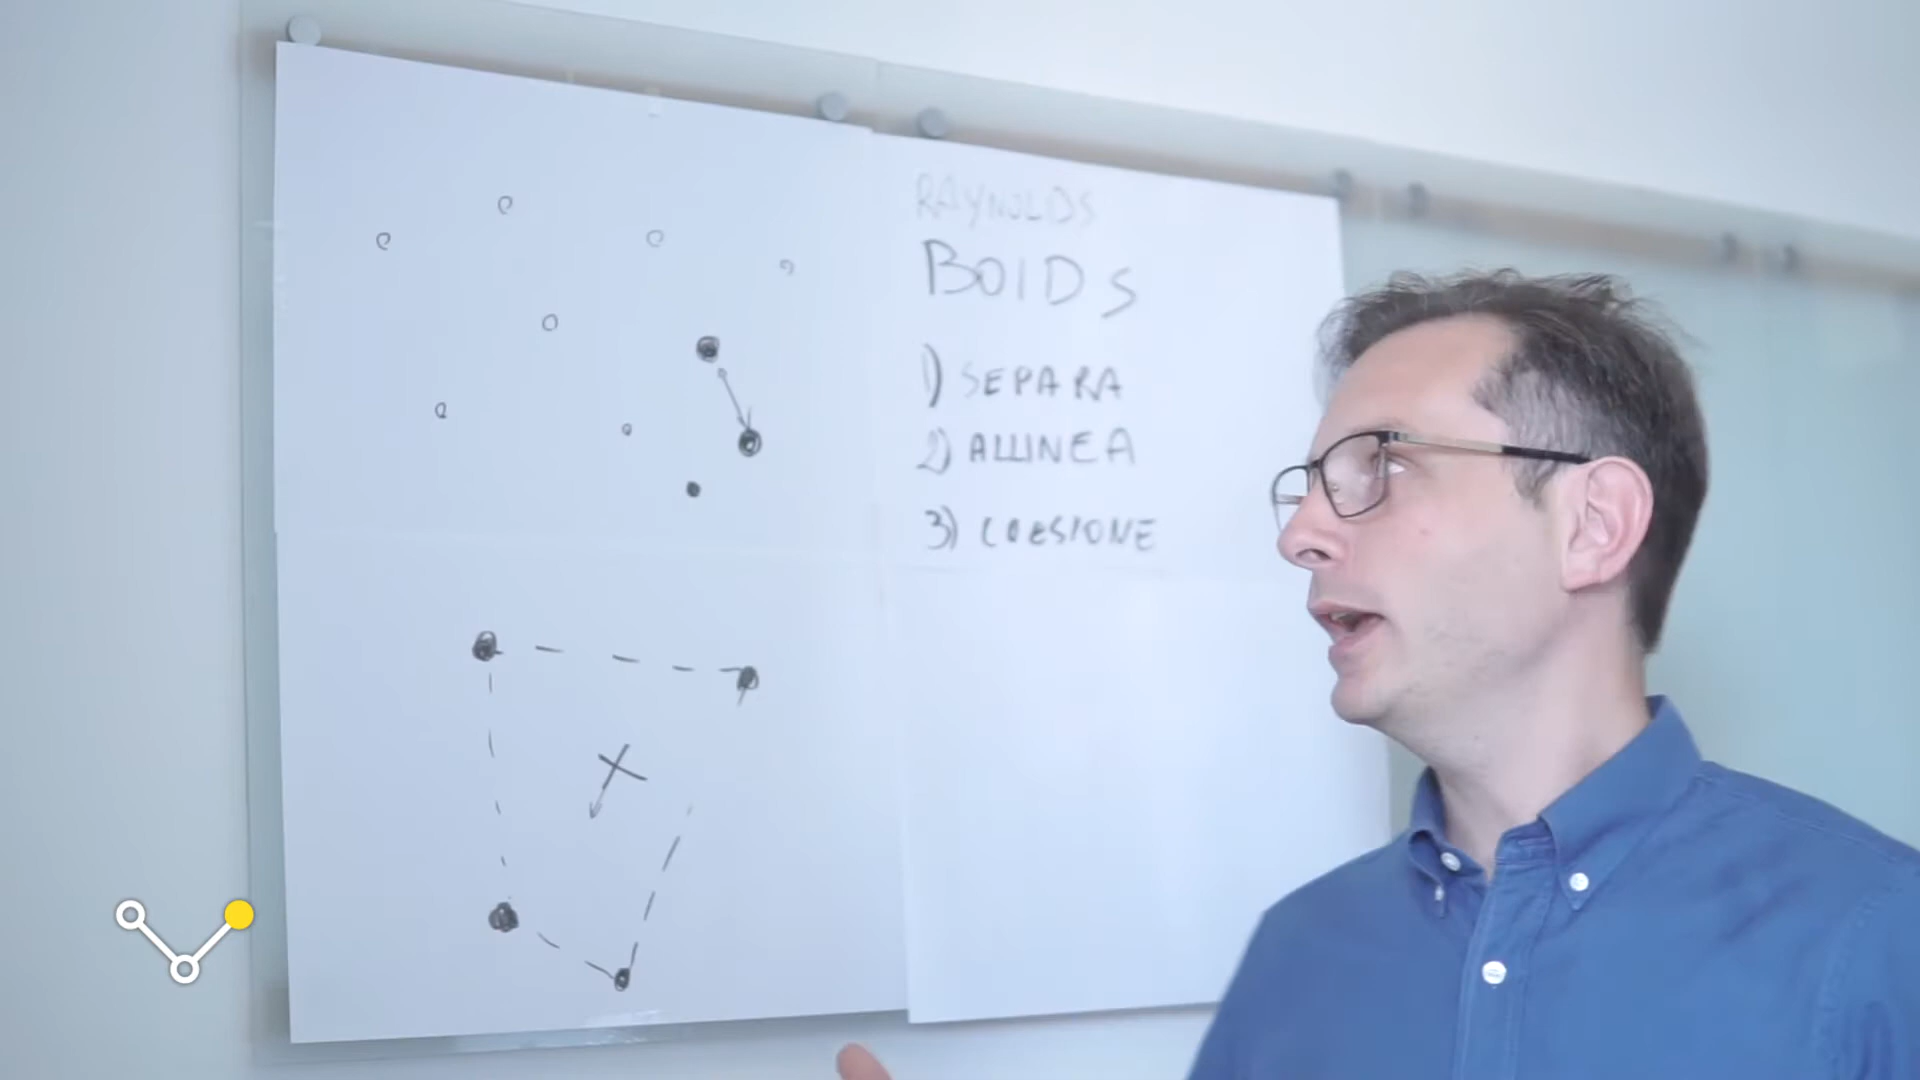 RAYNOLDS
BOIDS
1) SEPARA
2) ALLINEA
3) COESIONE